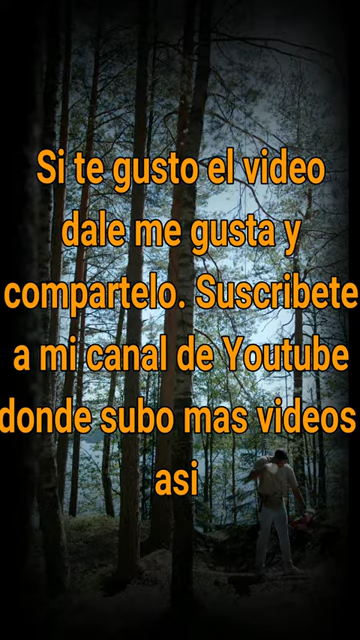 Si te gusto el video
dale me gusta y
compartelo. Suscribete
a mi canal de Youtube
donde subo mas videos
asi